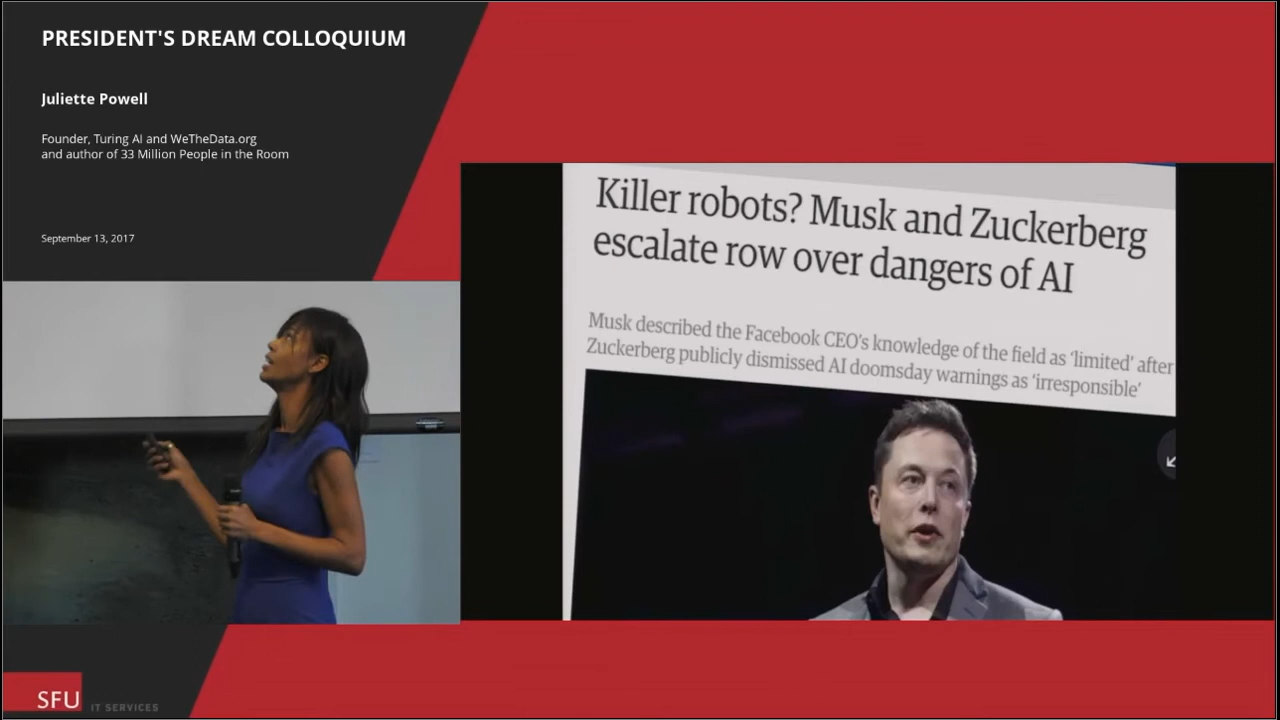 PRESIDENT'S DREAM COLLOQUIUM
Juliette Powell
Founder, Turing AI and WeTheData.org
and author of 33 Million People in the Room
September 13, 2017
Killer robots? Musk and Zuckerberg
escalate row over dangers of AI
Musk described the Facebook CEO’s knowledge of the field as ‘limited’ after
Zuckerberg publicly dismissed AI doomsday warnings as ‘irresponsible’
SFU IT SERVICES